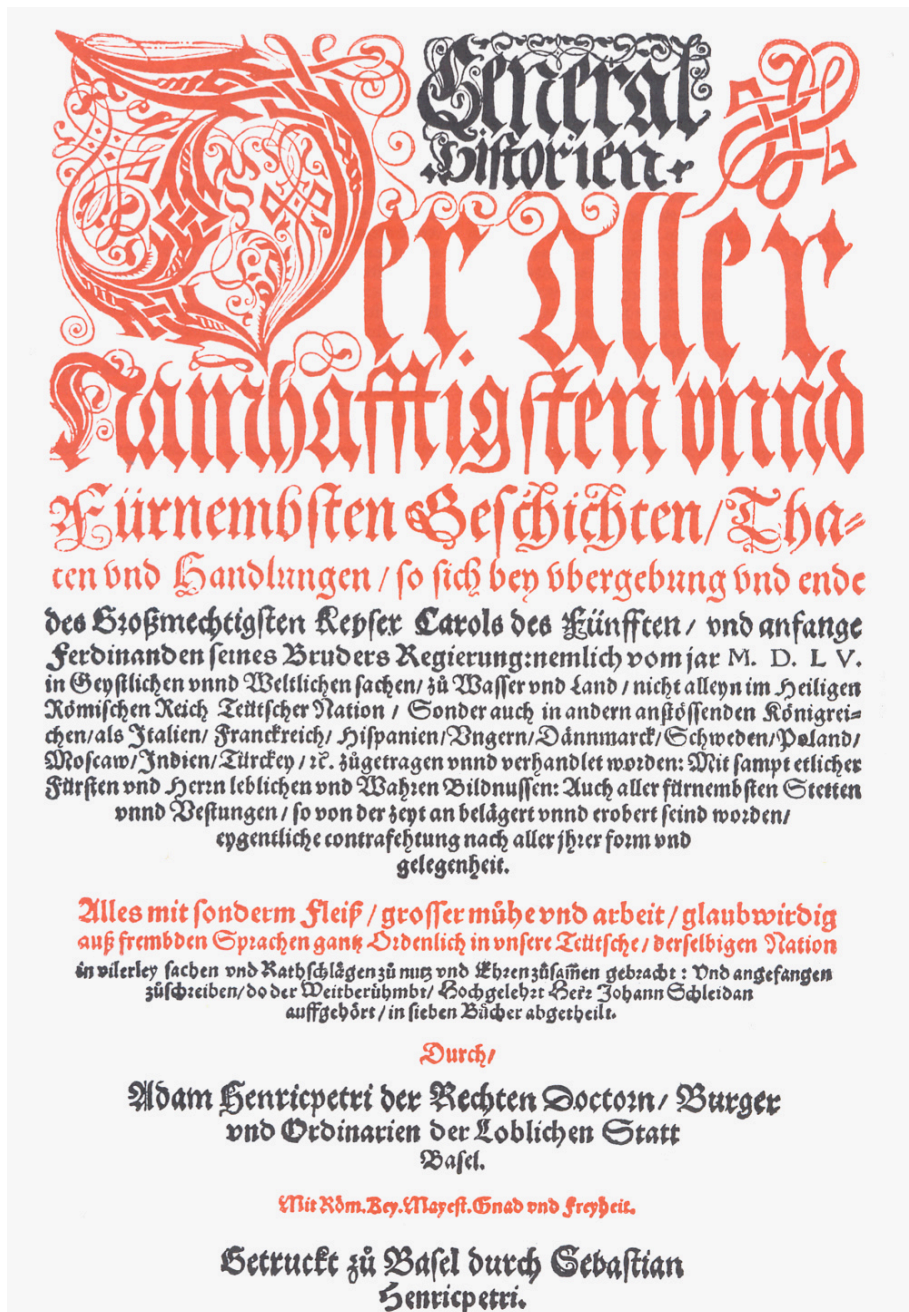 General
Historien.
Der aller
Namhafftigsten vnnd
Fürnembsten Geschichten/ Tha-
ten vnd Handlungen / so sich bey vbergebung vnd ende
des Großmechtigsten Keyser Carols des Fünfften / vnd anfange
Ferdinanden seines Bruders Regierung: nemlich vom jar M. D. L V.
in Geystlichen vnnd Weltlichen sachen/ zů Wasser vnd Land / nicht alleyn im Heiligen
Römischen Reich Teütscher Nation / Sonder auch in andern anstössenden Königrei-
chen/ als Italien/ Franckreich/ Hispanien/ Vngern/ Dännmarck/ Schweden/ Poland/
Moscaw/ Indien/ Türckey / ꝛc. zůgetragen vnnd verhandlet worden: Mit sampt etlicher
Fürsten vnd Herrn leblichen vnd Wahren Bildnussen: Auch aller fürnembsten Stetten
vnnd Vestungen / so von der zeyt an belägert vnnd erobert seind worden/
eygentliche contrafehtung nach aller jhrer form vnd
gelegenheit.
Alles mit sonderm Fleiß / grosser mühe vnd arbeit / glaubwirdig
auß frembden Sprachen gantz Ordenlich in vnsere Teütsche / derselbigen Nation
in vilerley sachen vnd Rathschlägen zů nutz vnd Ehren zůsam̃en gebracht : Vnd angefangen
zůschreiben/ do der Weitberühmbt/ Hochgelehrt Herr Johann Schleidan
auffgehört / in sieben Bücher abgetheilt.
Durch/
Adam Henricpetri der Rechten Doctorn/ Burger
vnd Ordinarien der Loblichen Statt
Basel.
Mit Röm. Key. Mayest. Gnad vnd Freyheit.
Getruckt zů Basel durch Sebastian
Henricpetri.